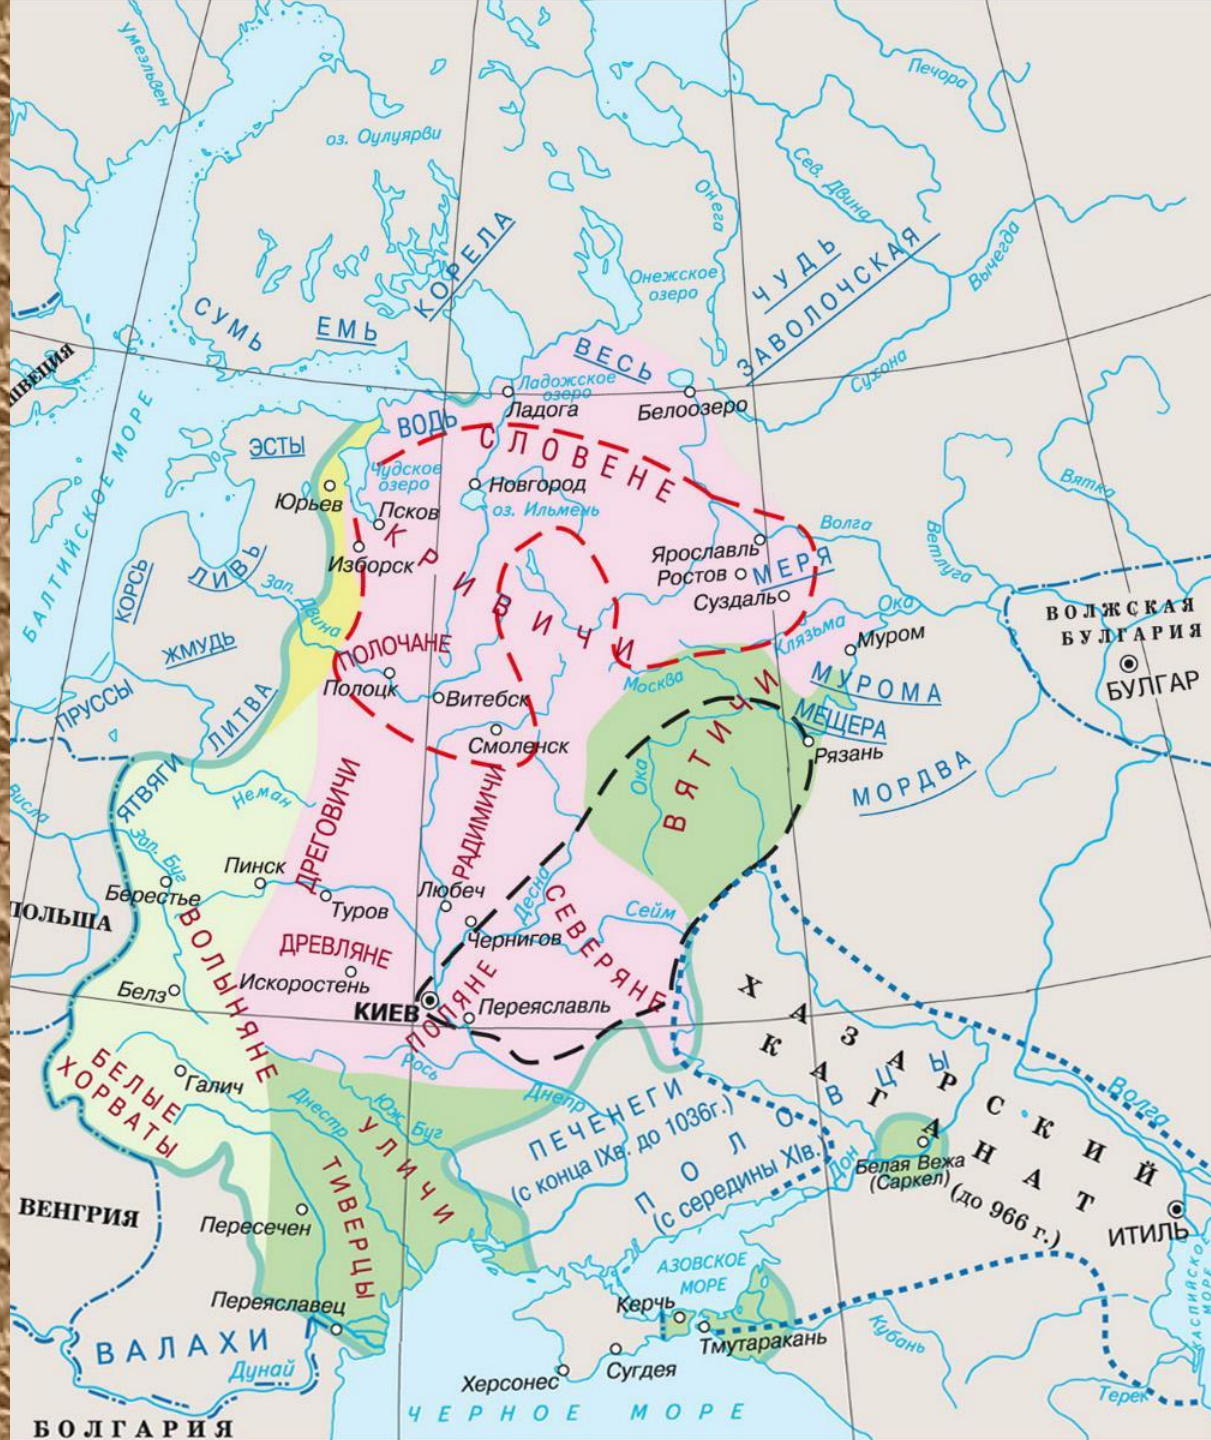 Умеэльвен
Печора
оз. Оулуярви
Сев. Двина
Онега
КОРЕЛА
Вычегда
ЧУДЬ
ЗАВОЛОЧСКАЯ
Онежское
озеро
СУМЬ
ЕМЬ
ШВЕЦИЯ
ВЕСЬ
Сухона
Ладожское
озеро
Ладога
Белоозеро
БАЛТИЙСКОЕ МОРЕ
ВОДЬ
СЛОВЕНЕ
ЭСТЫ
Чудское
озеро
Новгород
Юрьев
Псков
оз. Ильмень
Вятка
Волга
Ветлуга
Изборск
КРИВИЧИ
Ярославль
Ростов
МЕРЯ
Суздаль
ЛИВЬ
КОРСЬ
Зап. Двина
Ока
ВОЛЖСКАЯ
БУЛГАРИЯ
Клязьма
Муром
ЖМУДЬ
ПОЛОЧАНЕ
БУЛГАР
Полоцк
Витебск
Москва
МУРОМА
ПРУССЫ
ЛИТВА
МЕЩЕРА
Смоленск
Рязань
ВЯТИЧИ
Ока
МОРДВА
ЯТВЯГИ
Неман
Висла
ДРЕГОВИЧИ
РАДИМИЧИ
Зап. Буг
Пинск
Берестье
Любеч
Десна
СЕВЕРЯНЕ
Сейм
ПОЛЬША
Туров
Чернигов
ВОЛЫНЯНЕ
ДРЕВЛЯНЕ
Искоростень
Белз
КИЕВ
Переяславль
ПОЛЯНЕ
ХАЗАРСКИЙ
КАГАНАТ
(до 966 г.)
Рось
Днепр
БЕЛЫЕ
ХОРВАТЫ
Галич
Днестр
Юж. Буг
ПЕЧЕНЕГИ
(с конца IXв. до 1036г.)
ПОЛОВЦЫ
(с середины XIв.)
Волга
Дон
Белая Вежа
(Саркел)
УЛИЧИ
ТИВЕРЦЫ
ВЕНГРИЯ
Пересечен
ИТИЛЬ
АЗОВСКОЕ
МОРЕ
КАСПИЙСКОЕ
МОРЕ
Переяславец
Керчь
Тмутаракань
Кубань
ВАЛАХИ
Дунай
Сугдея
Херсонес
Терек
ЧЕРНОЕ МОРЕ
БОЛГАРИЯ